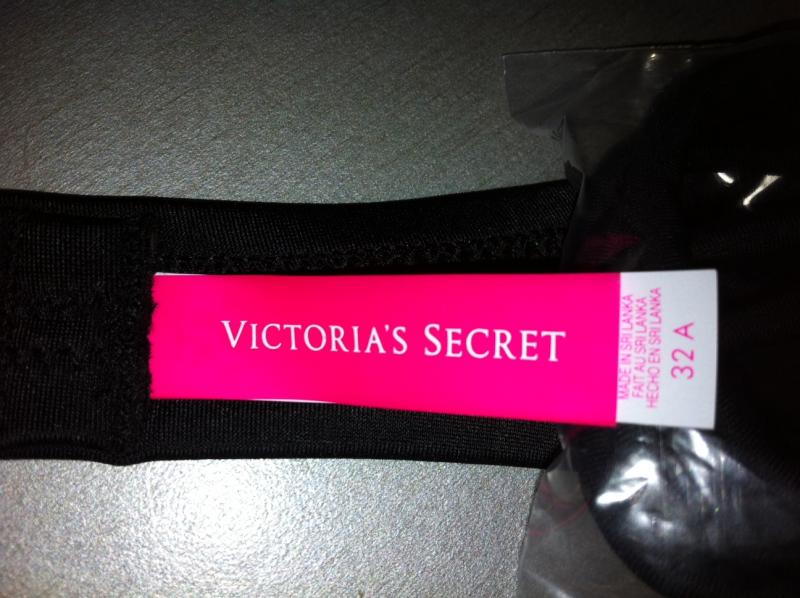 VICTORIA'S SECRET
MADE IN SRI LANKA
FAIT AU SRI LANKA
HECHO EN SRI LANKA
32 A